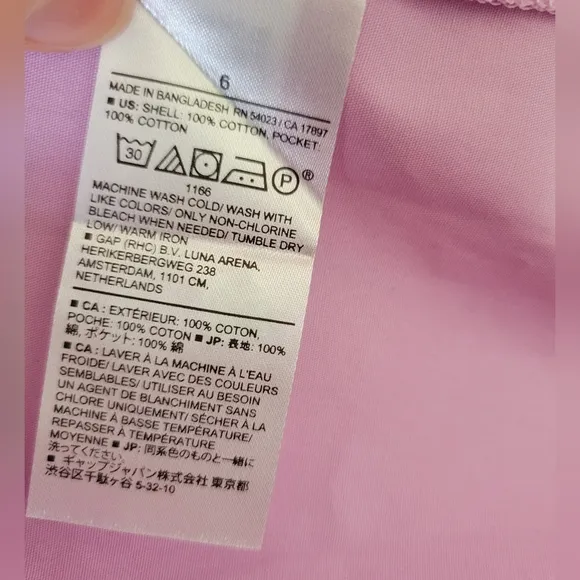 6
MADE IN BANGLADESH RN 54023 / CA 17897
■ US: SHELL: 100% COTTON, POCKET:
100% COTTON
30 P®
1166
MACHINE WASH COLD/ WASH WITH
LIKE COLORS/ ONLY NON-CHLORINE
BLEACH WHEN NEEDED/ TUMBLE DRY
LOW/ WARM IRON
■ GAP (RHC) B.V. LUNA ARENA,
HERIKERBERGWEG 238
AMSTERDAM, 1101 CM,
NETHERLANDS
■ CA : EXTÉRIEUR: 100% COTON,
POCHE: 100% COTON ■ JP: 表地: 100%
綿, ポケット: 100% 綿
■ CA : LAVER À LA MACHINE À L'EAU
FROIDE/ LAVER AVEC DES COULEURS
SEMBLABLES/ UTILISER AU BESOIN
UN AGENT DE BLANCHIMENT SANS
CHLORE UNIQUEMENT/ SÉCHER À LA
MACHINE À BASSE TEMPÉRATURE/
REPASSER À TEMPÉRATURE
MOYENNE ■ JP: 同系色のものと一緒に
洗ってください。
■ ギャップジャパン株式会社 東京都
渋谷区千駄ヶ谷 5-32-10